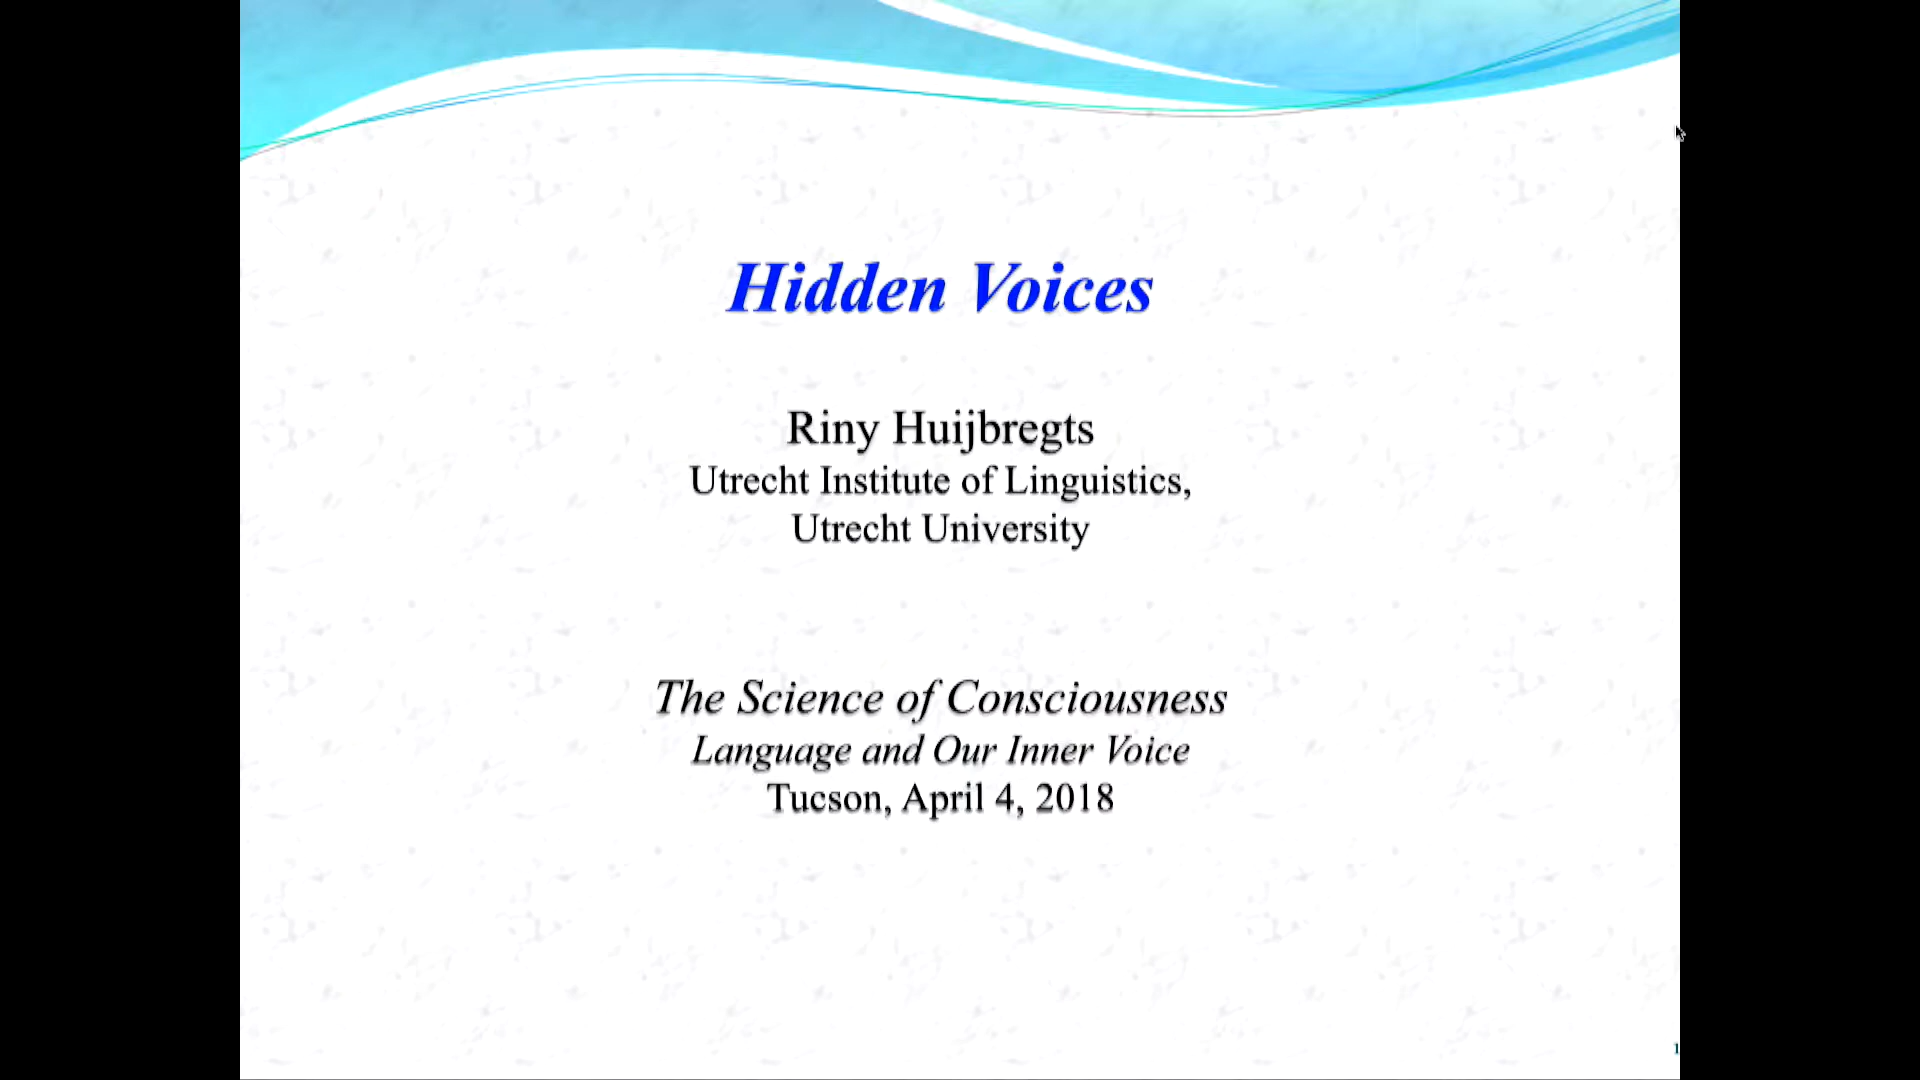 Hidden Voices
Riny Huijbregts
Utrecht Institute of Linguistics,
Utrecht University
The Science of Consciousness
Language and Our Inner Voice
Tucson, April 4, 2018
1